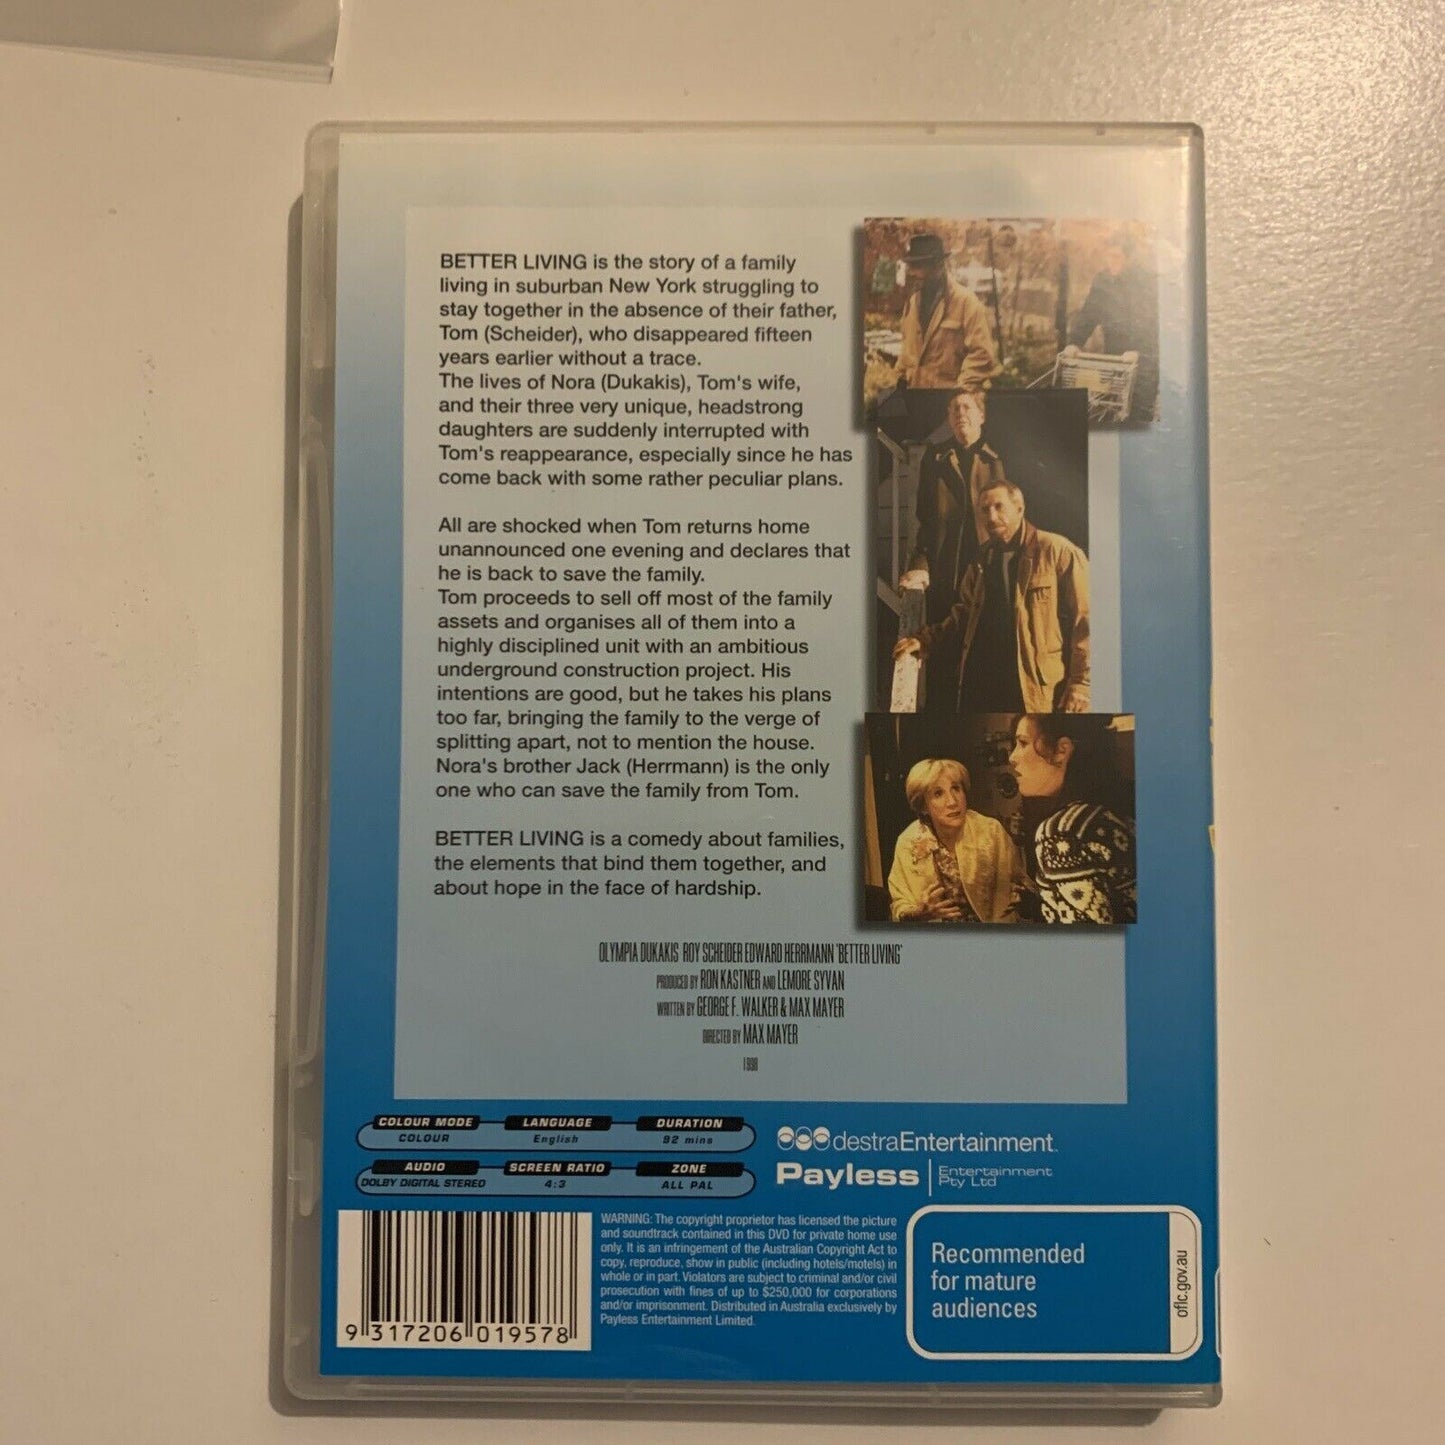 BETTER LIVING is the story of a family
living in suburban New York struggling to
stay together in the absence of their father,
Tom (Scheider), who disappeared fifteen
years earlier without a trace.
The lives of Nora (Dukakis), Tom's wife,
and their three very unique, headstrong
daughters are suddenly interrupted with
Tom's reappearance, especially since he has
come back with some rather peculiar plans.
All are shocked when Tom returns home
unannounced one evening and declares that
he is back to save the family.
Tom proceeds to sell off most of the family
assets and organises all of them into a
highly disciplined unit with an ambitious
underground construction project. His
intentions are good, but he takes his plans
too far, bringing the family to the verge of
splitting apart, not to mention the house.
Nora's brother Jack (Herrmann) is the only
one who can save the family from Tom.
BETTER LIVING is a comedy about families,
the elements that bind them together, and
about hope in the face of hardship.
OLYMPIA DUKAKIS ROY SCHEIDER EDWARD HERRMANN 'BETTER LIVING'
PRODUCED BY RON KASTNER AND LEMORE SYVAN
WRITTEN BY GEORGE F. WALKER & MAX MAYER
DIRECTED BY MAX MAYER
1998
COLOUR MODE LANGUAGE DURATION
COLOUR English 92 mins
AUDIO SCREEN RATIO ZONE
DOLBY DIGITAL STEREO 4:3 ALL PAL
destraEntertainment
Payless Entertainment
Pty Ltd
WARNING: The copyright proprietor has licensed the picture
and soundtrack contained in this DVD for private home use
only. It is an infringement of the Australian Copyright Act to
copy, reproduce, show in public (including hotels/motels) in
whole or in part. Violators are subject to criminal and/or civil
prosecution with fines of up to $250,000 for corporations
and/or imprisonment. Distributed in Australia exclusively by
Payless Entertainment Limited.
9 317206 019578
Recommended
for mature
audiences
oflc.gov.au